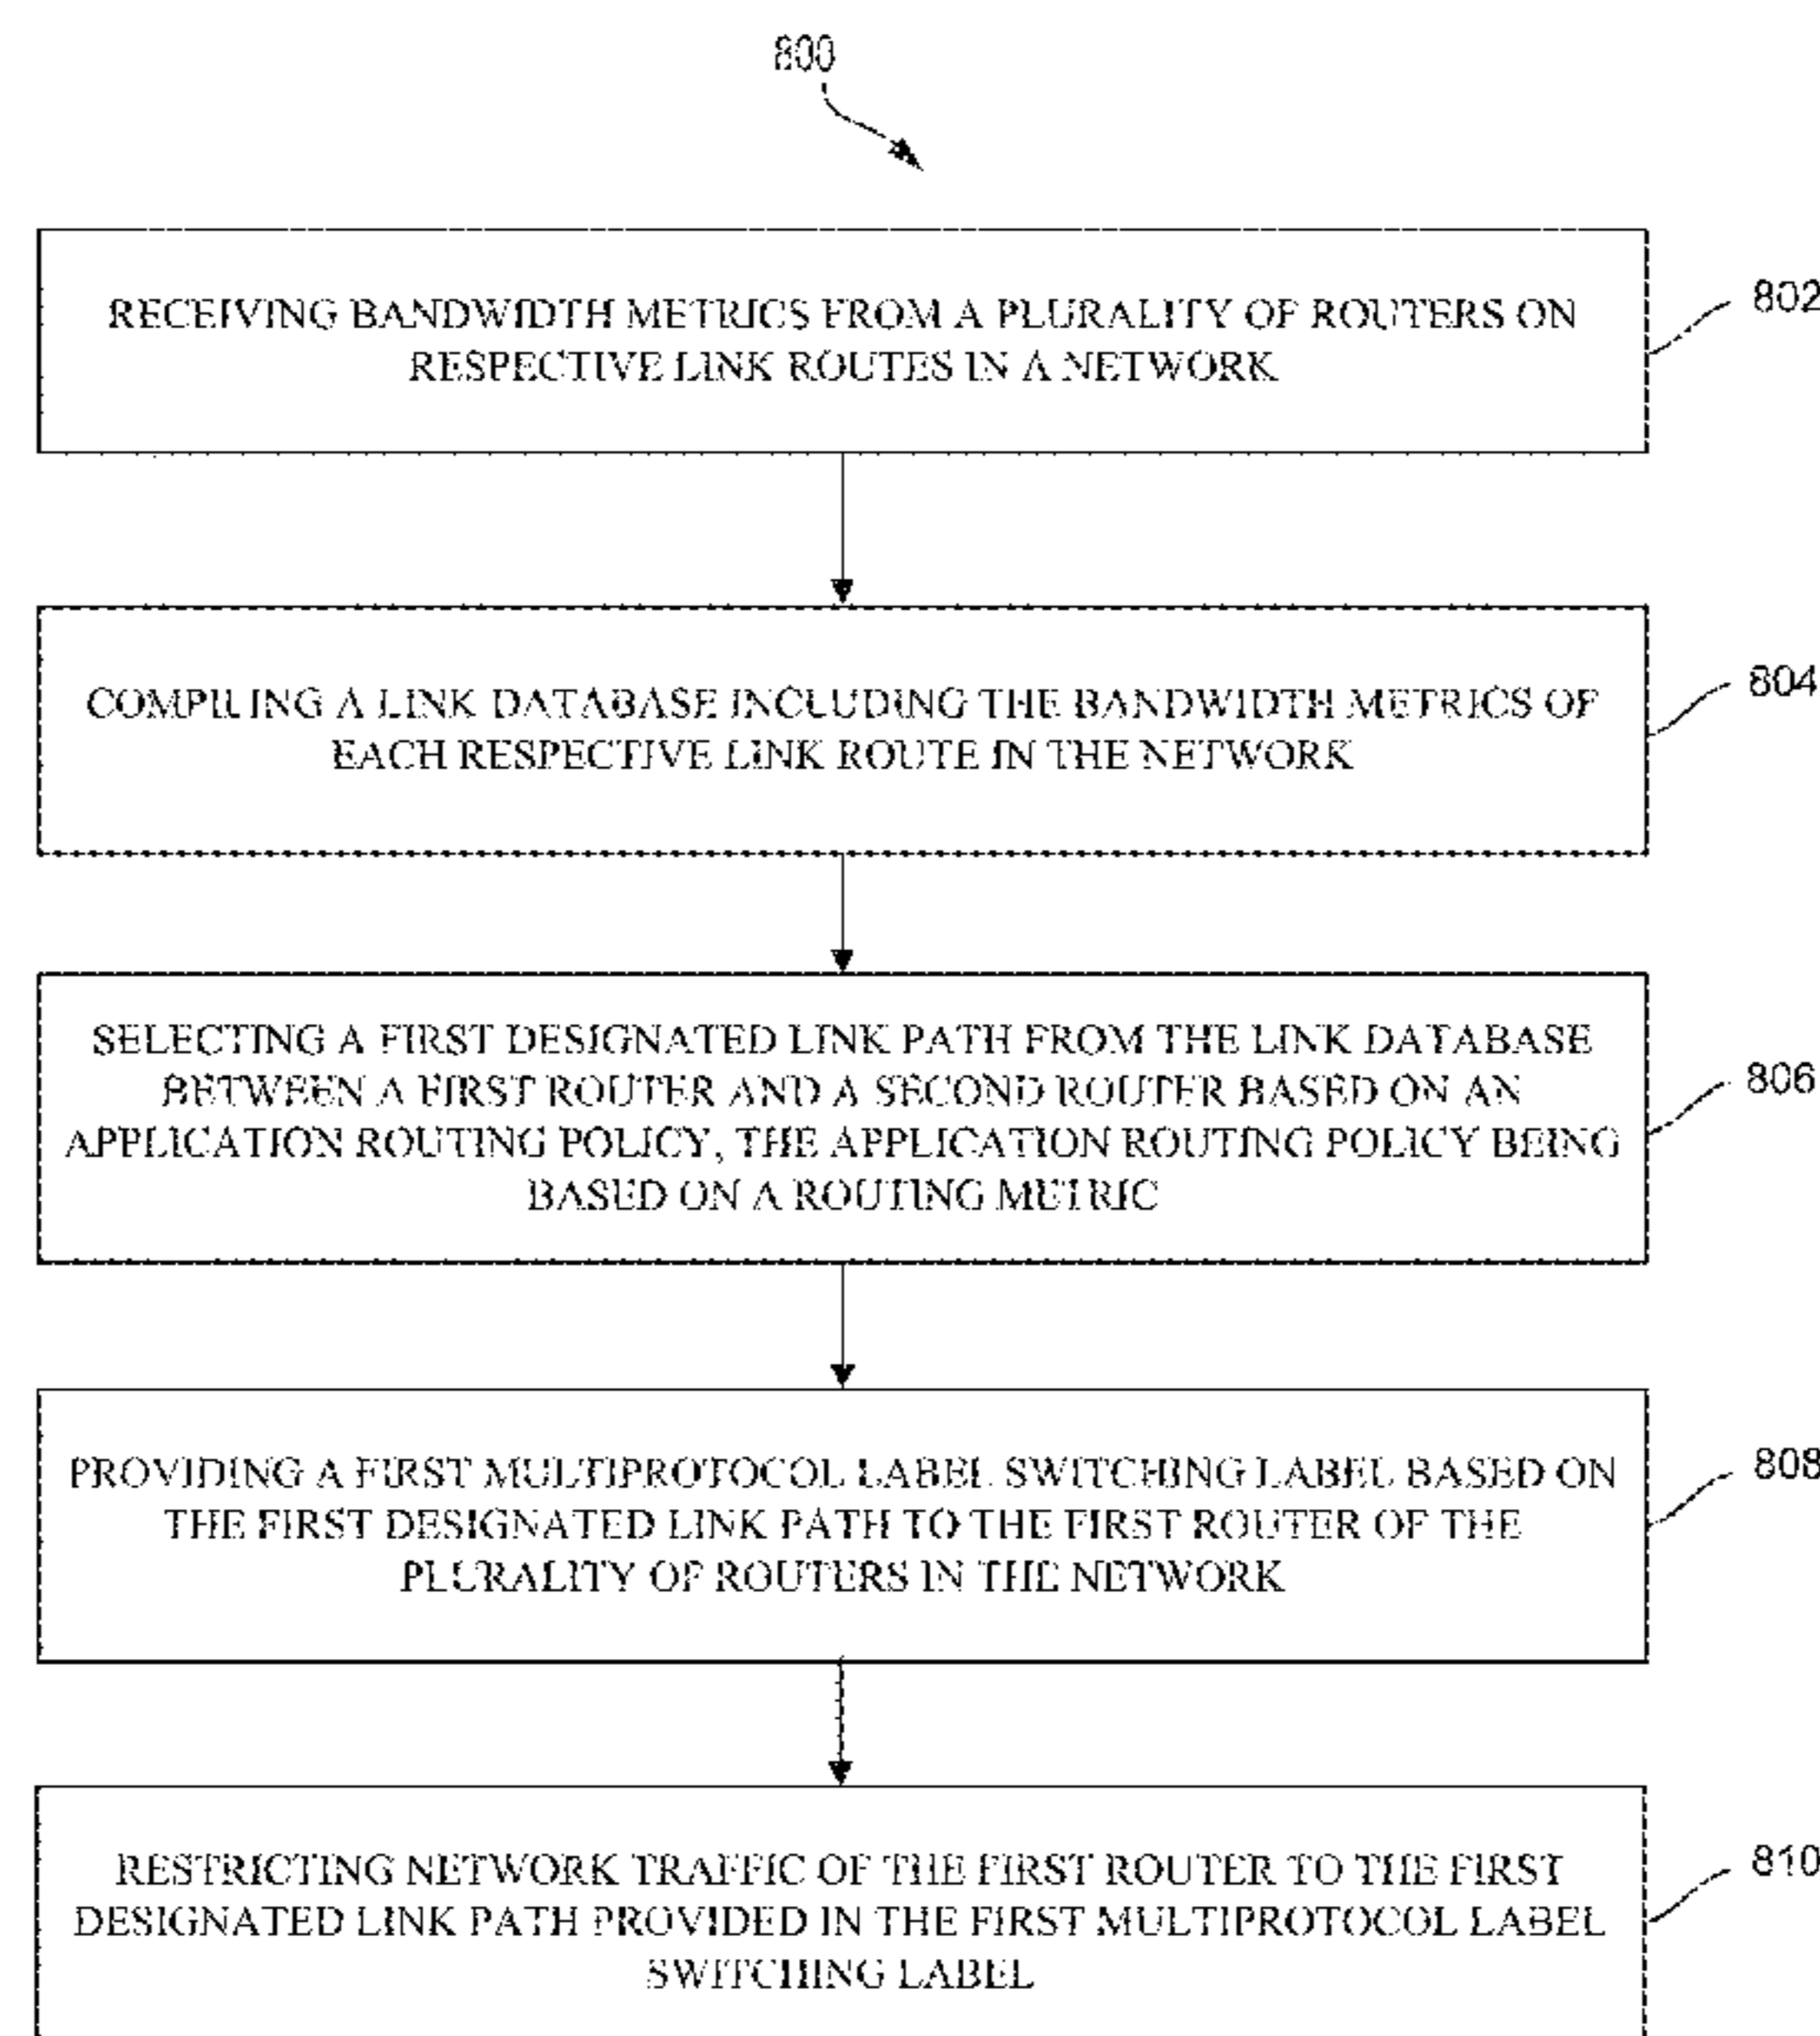 800
RECEIVING BANDWIDTH METRICS FROM A PLURALITY OF ROUTERS ON
RESPECTIVE LINK ROUTES IN A NETWORK
802
COMPILING A LINK DATABASE INCLUDING THE BANDWIDTH METRICS OF
EACH RESPECTIVE LINK ROUTE IN THE NETWORK
804
SELECTING A FIRST DESIGNATED LINK PATH FROM THE LINK DATABASE
BETWEEN A FIRST ROUTER AND A SECOND ROUTER BASED ON AN
APPLICATION ROUTING POLICY, THE APPLICATION ROUTING POLICY BEING
BASED ON A ROUTING METRIC
806
PROVIDING A FIRST MULTIPROTOCOL LABEL SWITCHING LABEL BASED ON
THE FIRST DESIGNATED LINK PATH TO THE FIRST ROUTER OF THE
PLURALITY OF ROUTERS IN THE NETWORK
808
RESTRICTING NETWORK TRAFFIC OF THE FIRST ROUTER TO THE FIRST
DESIGNATED LINK PATH PROVIDED IN THE FIRST MULTIPROTOCOL LABEL
SWITCHING LABEL
810